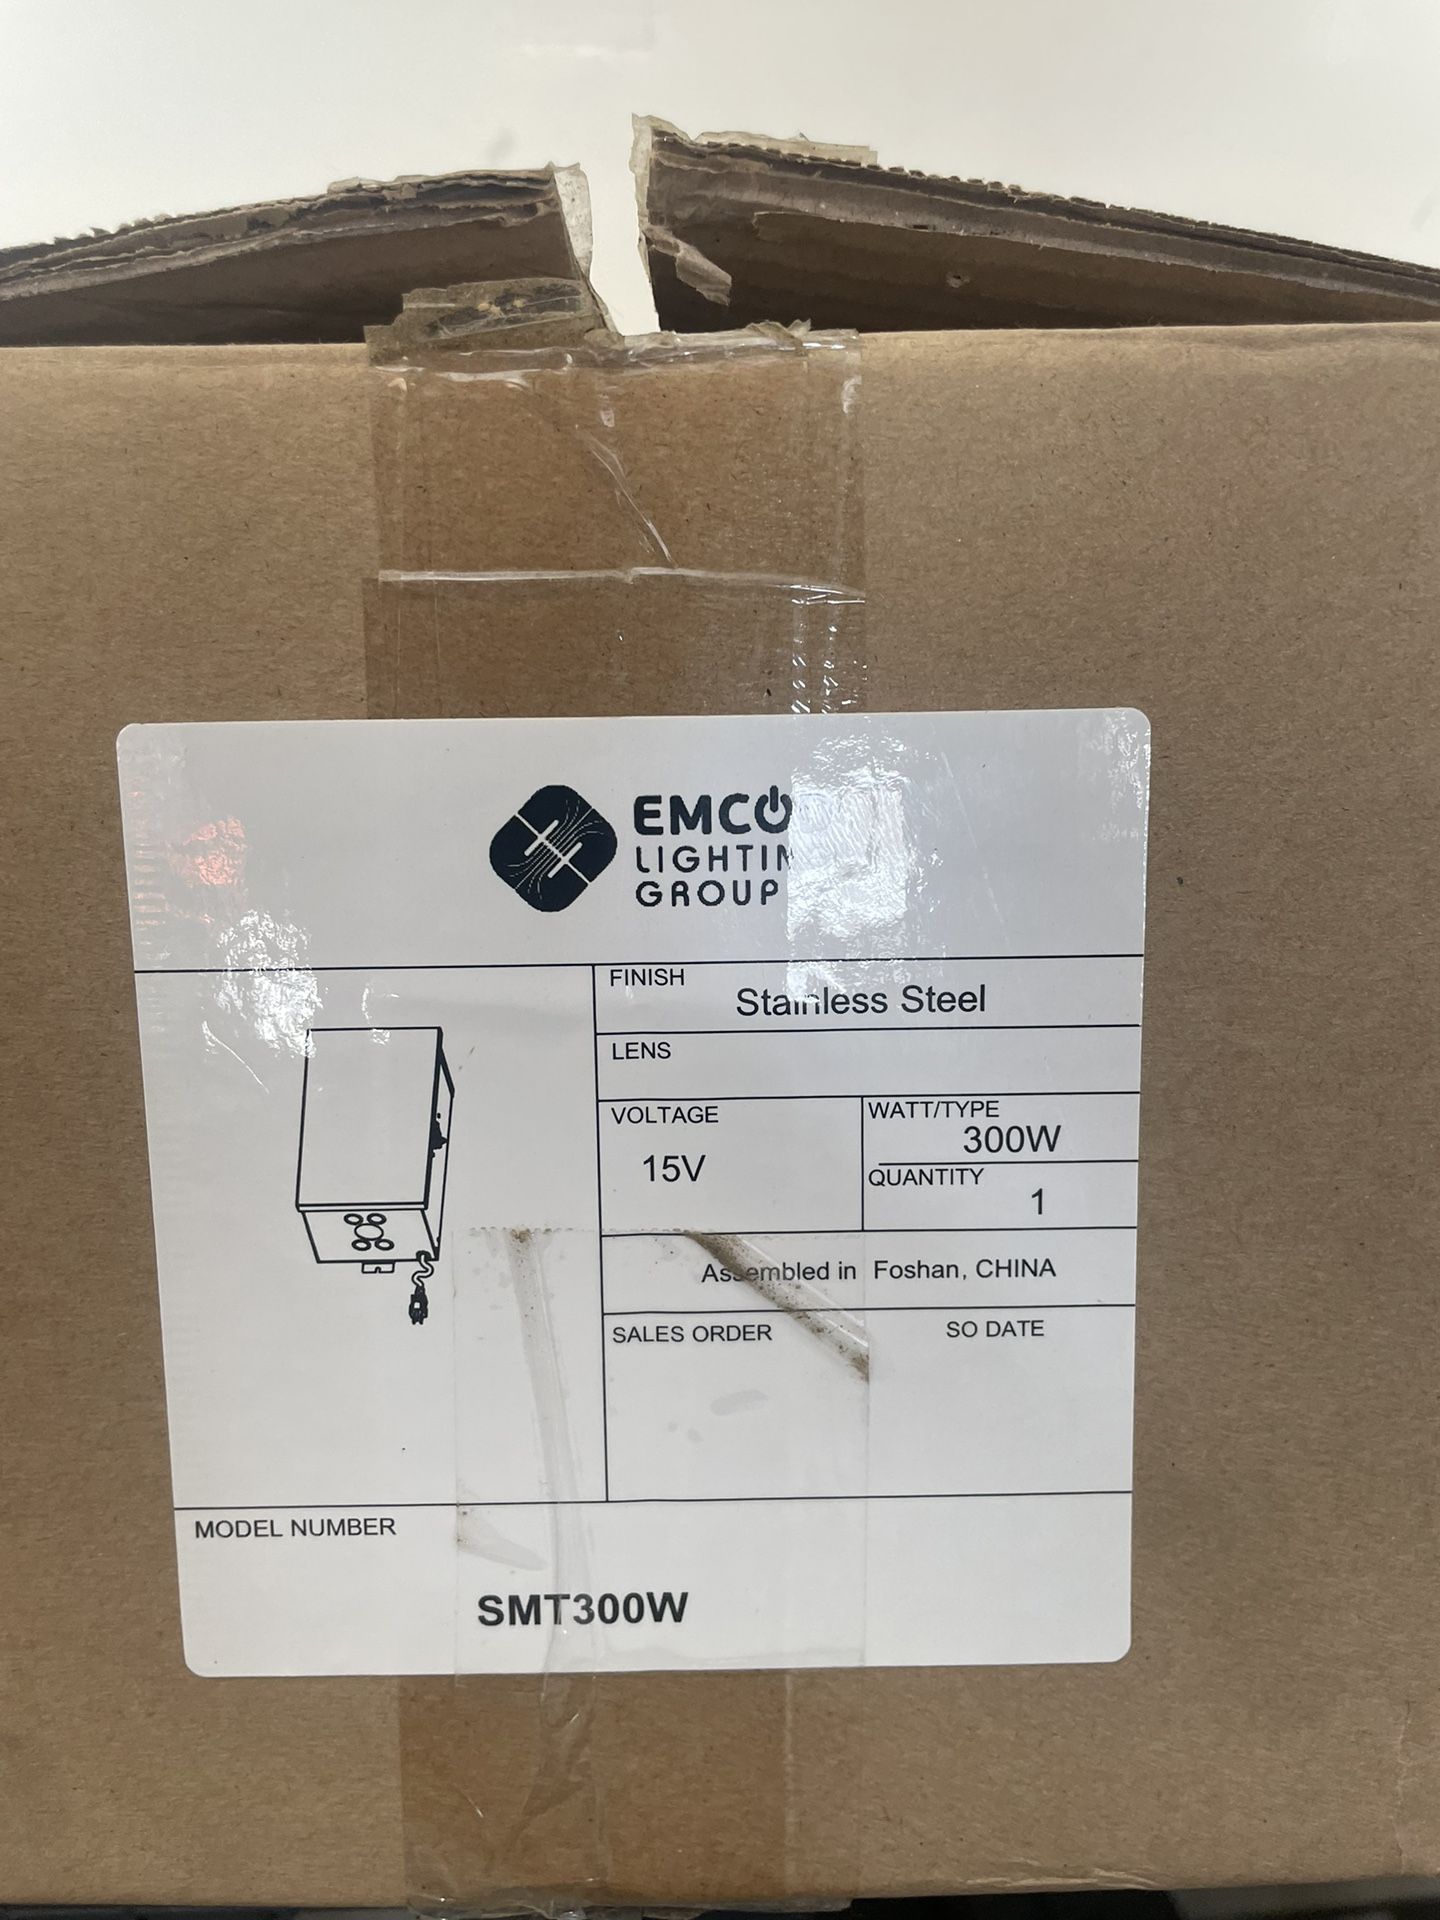 EMCO
LIGHTIN
GROUP
FINISH
Stainless Steel
LENS
VOLTAGE
15V
WATT/TYPE
300W
QUANTITY
1
Assembled in Foshan, CHINA
SALES ORDER
SO DATE
MODEL NUMBER
SMT300W